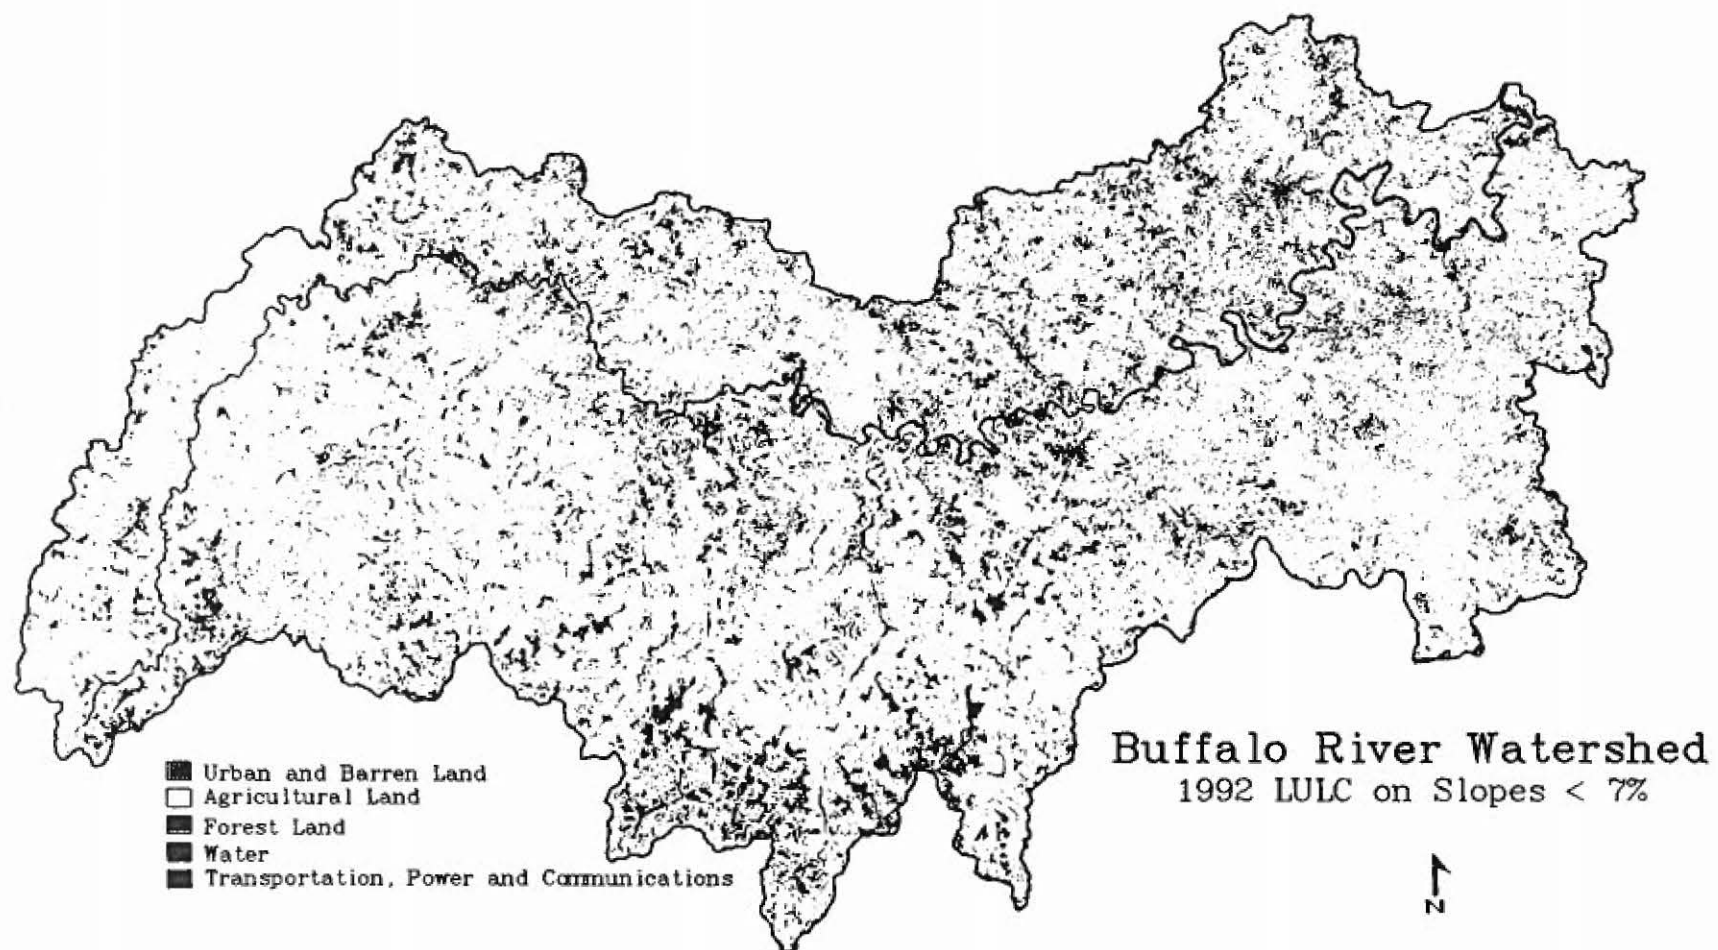 Buffalo River Watershed
1992 LULC on Slopes < 7%
Urban and Barren Land
Agricultural Land
Forest Land
Water
Transportation, Power and Communications
N